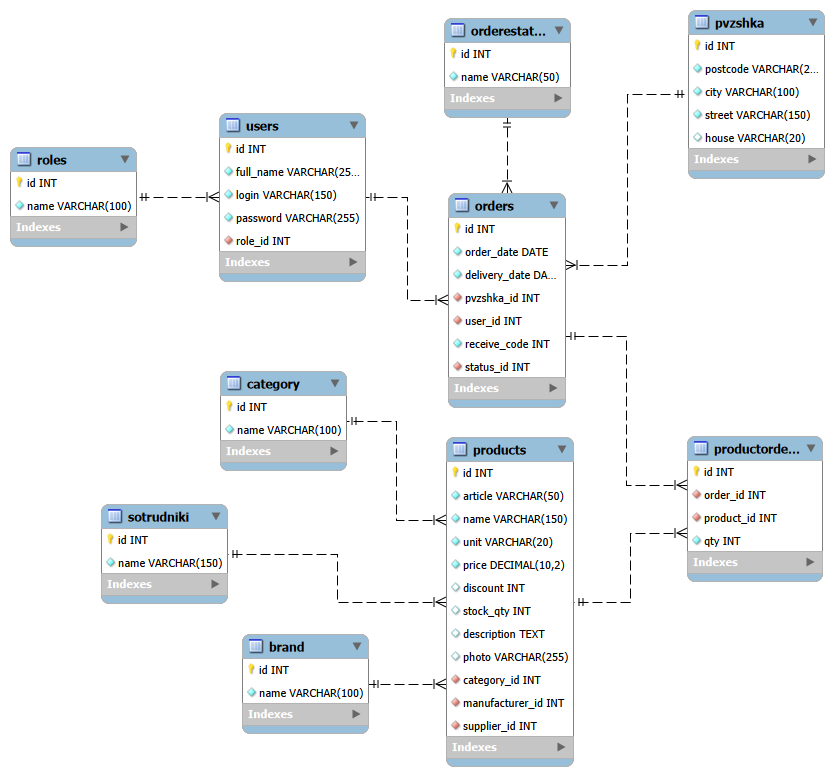 orderestat...
id INT
name VARCHAR(50)
Indexes
pvzshka
id INT
postcode VARCHAR(2...
city VARCHAR(100)
street VARCHAR(150)
house VARCHAR(20)
Indexes
users
id INT
full_name VARCHAR(25...
login VARCHAR(150)
password VARCHAR(255)
role_id INT
Indexes
roles
id INT
name VARCHAR(100)
Indexes
orders
id INT
order_date DATE
delivery_date DA...
pvzshka_id INT
user_id INT
receive_code INT
status_id INT
Indexes
category
id INT
name VARCHAR(100)
Indexes
products
id INT
article VARCHAR(50)
name VARCHAR(150)
unit VARCHAR(20)
price DECIMAL(10,2)
discount INT
stock_qty INT
description TEXT
photo VARCHAR(255)
category_id INT
manufacturer_id INT
supplier_id INT
Indexes
productorde...
id INT
order_id INT
product_id INT
qty INT
Indexes
sotrudniki
id INT
name VARCHAR(150)
Indexes
brand
id INT
name VARCHAR(100)
Indexes